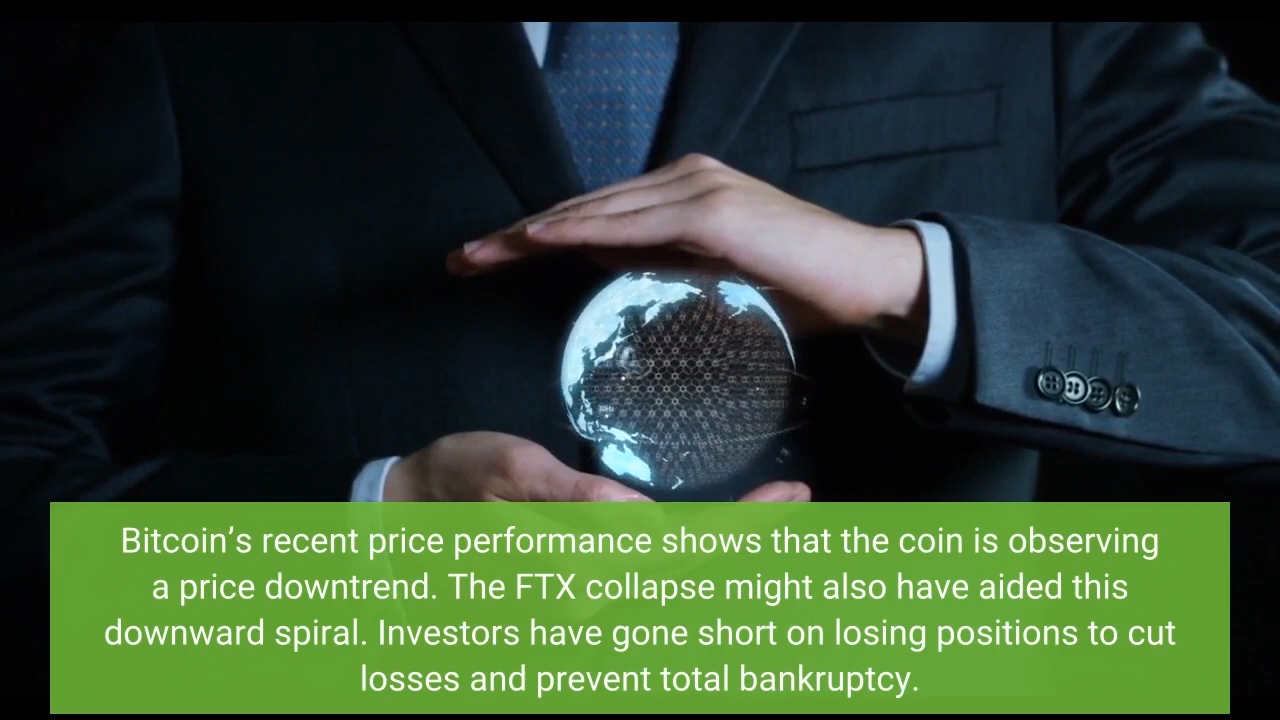 Bitcoin’s recent price performance shows that the coin is observing
a price downtrend. The FTX collapse might also have aided this
downward spiral. Investors have gone short on losing positions to cut
losses and prevent total bankruptcy.